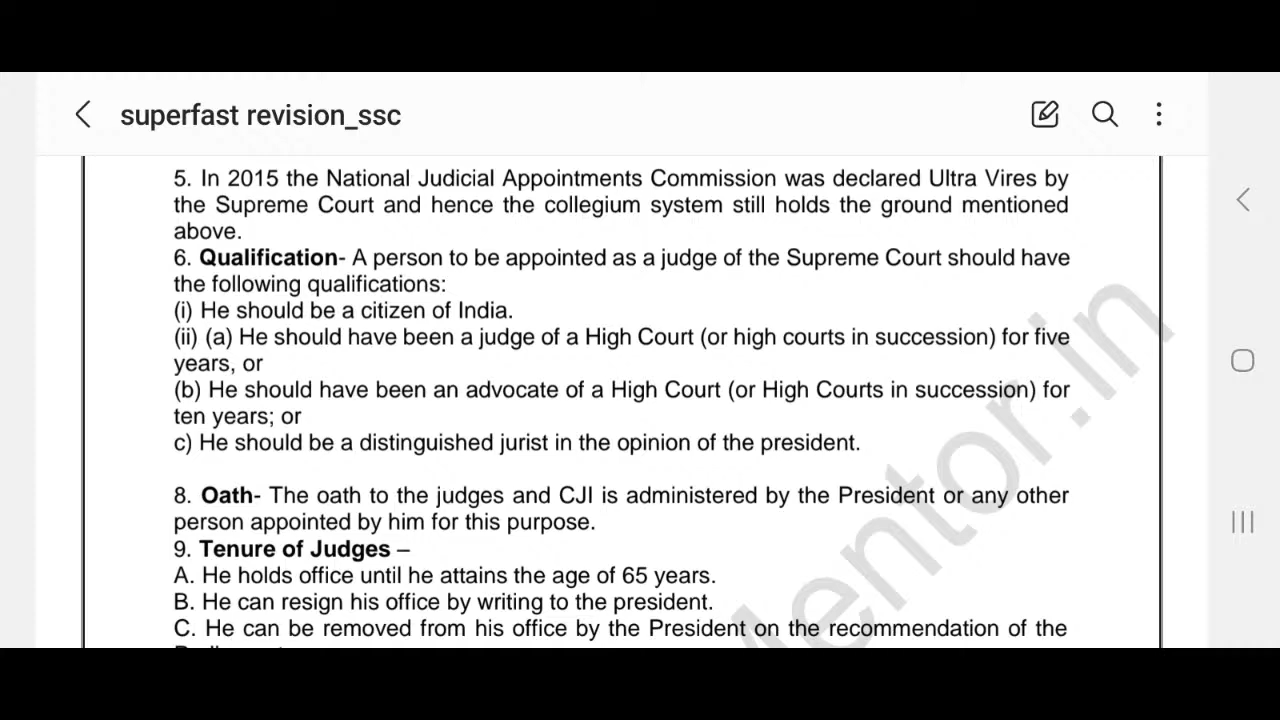 superfast revision_ssc
5. In 2015 the National Judicial Appointments Commission was declared Ultra Vires by
the Supreme Court and hence the collegium system still holds the ground mentioned
above.
6. Qualification- A person to be appointed as a judge of the Supreme Court should have
the following qualifications:
(i) He should be a citizen of India.
(ii) (a) He should have been a judge of a High Court (or high courts in succession) for five
years, or
(b) He should have been an advocate of a High Court (or High Courts in succession) for
ten years; or
c) He should be a distinguished jurist in the opinion of the president.
8. Oath- The oath to the judges and CJI is administered by the President or any other
person appointed by him for this purpose.
9. Tenure of Judges –
A. He holds office until he attains the age of 65 years.
B. He can resign his office by writing to the president.
C. He can be removed from his office by the President on the recommendation of the
Mentor.in